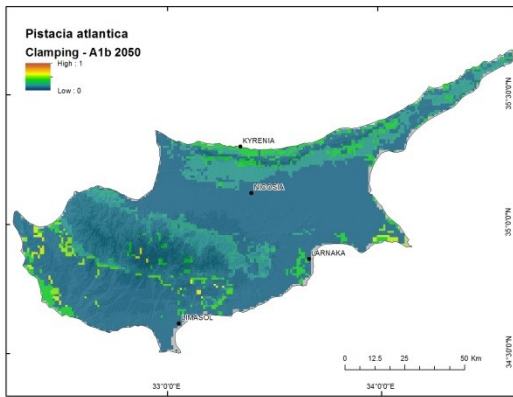 Pistacia atlantica
Clamping - A1b 2050
High : 1
Low : 0
KYRENIA
NICOSIA
LARNAKA
LIMASOL
35°30'0"E
35°0'0"E
34°30'0"E
0 12.5 25 50 Km
33°0'0"E
34°0'0"E